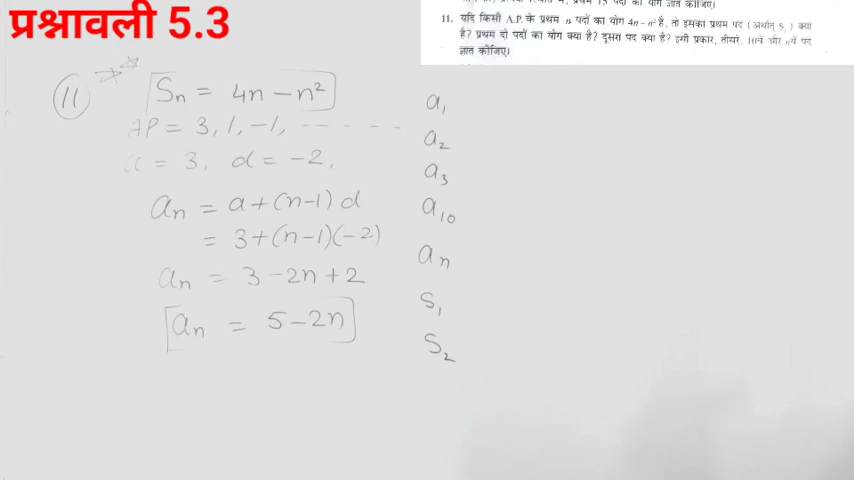 प्रश्नावली 5.3
11. यदि किसी A.P. के प्रथम n पदों का योग 4n – n² है, तो इसका प्रथम पद (अर्थात् S₁) क्या
है? प्रथम दो पदों का योग क्या है? दूसरा पद क्या है? इसी प्रकार, तीसरे, 10वें और nवें पद
ज्ञात कीजिए।
11
Sn = 4n – n²
AP = 3, 1, –1, - - - - - -
a = 3, d = –2,
an = a + (n–1) d
= 3 + (n–1)(–2)
an = 3 – 2n + 2
an = 5 – 2n
a₁
a₂
a₃
a₁₀
an
S₁
S₂